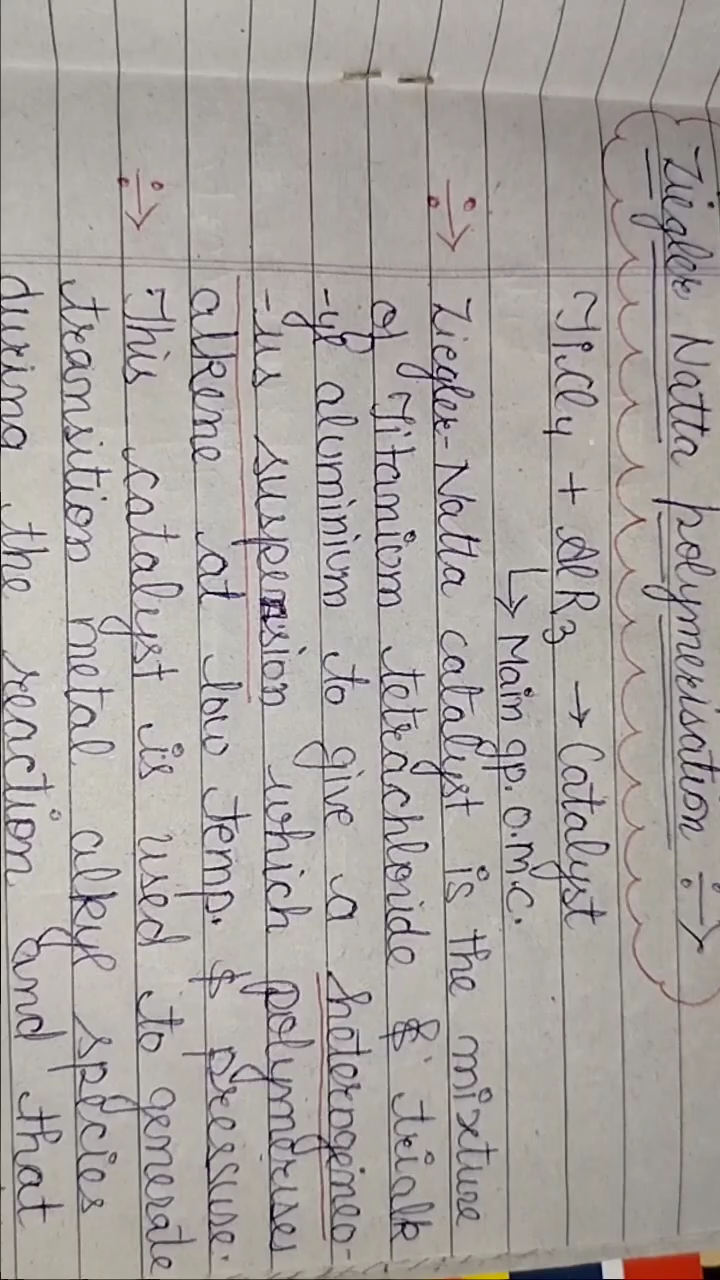 Ziegler Natta polymerisation ÷→
TiCl4 + AlR3 → Catalyst
↳ Main gp. o.m.c.
÷→ Ziegler-Natta catalyst is the mixture
of Titanium tetrachloride & trialk
-yl aluminium to give a heterogineo-
-us suspension which polymerises
alkene at low temp. & pressure.
÷→ This catalyst is used to generate
transition metal alkyl species
during the reaction and that